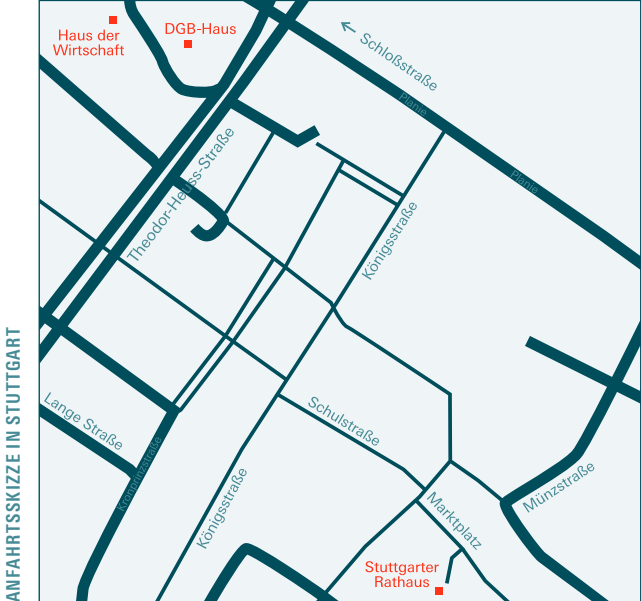 Haus der
Wirtschaft
DGB-Haus
Schloßstraße
Planie
Planie
Theodor-Heuss-Straße
Königsstraße
Lange Straße
Kronprinzstraße
Schulstraße
Königsstraße
Münzstraße
Marktplatz
Stuttgarter
Rathaus
ANFAHRTSSKIZZE IN STUTTGART